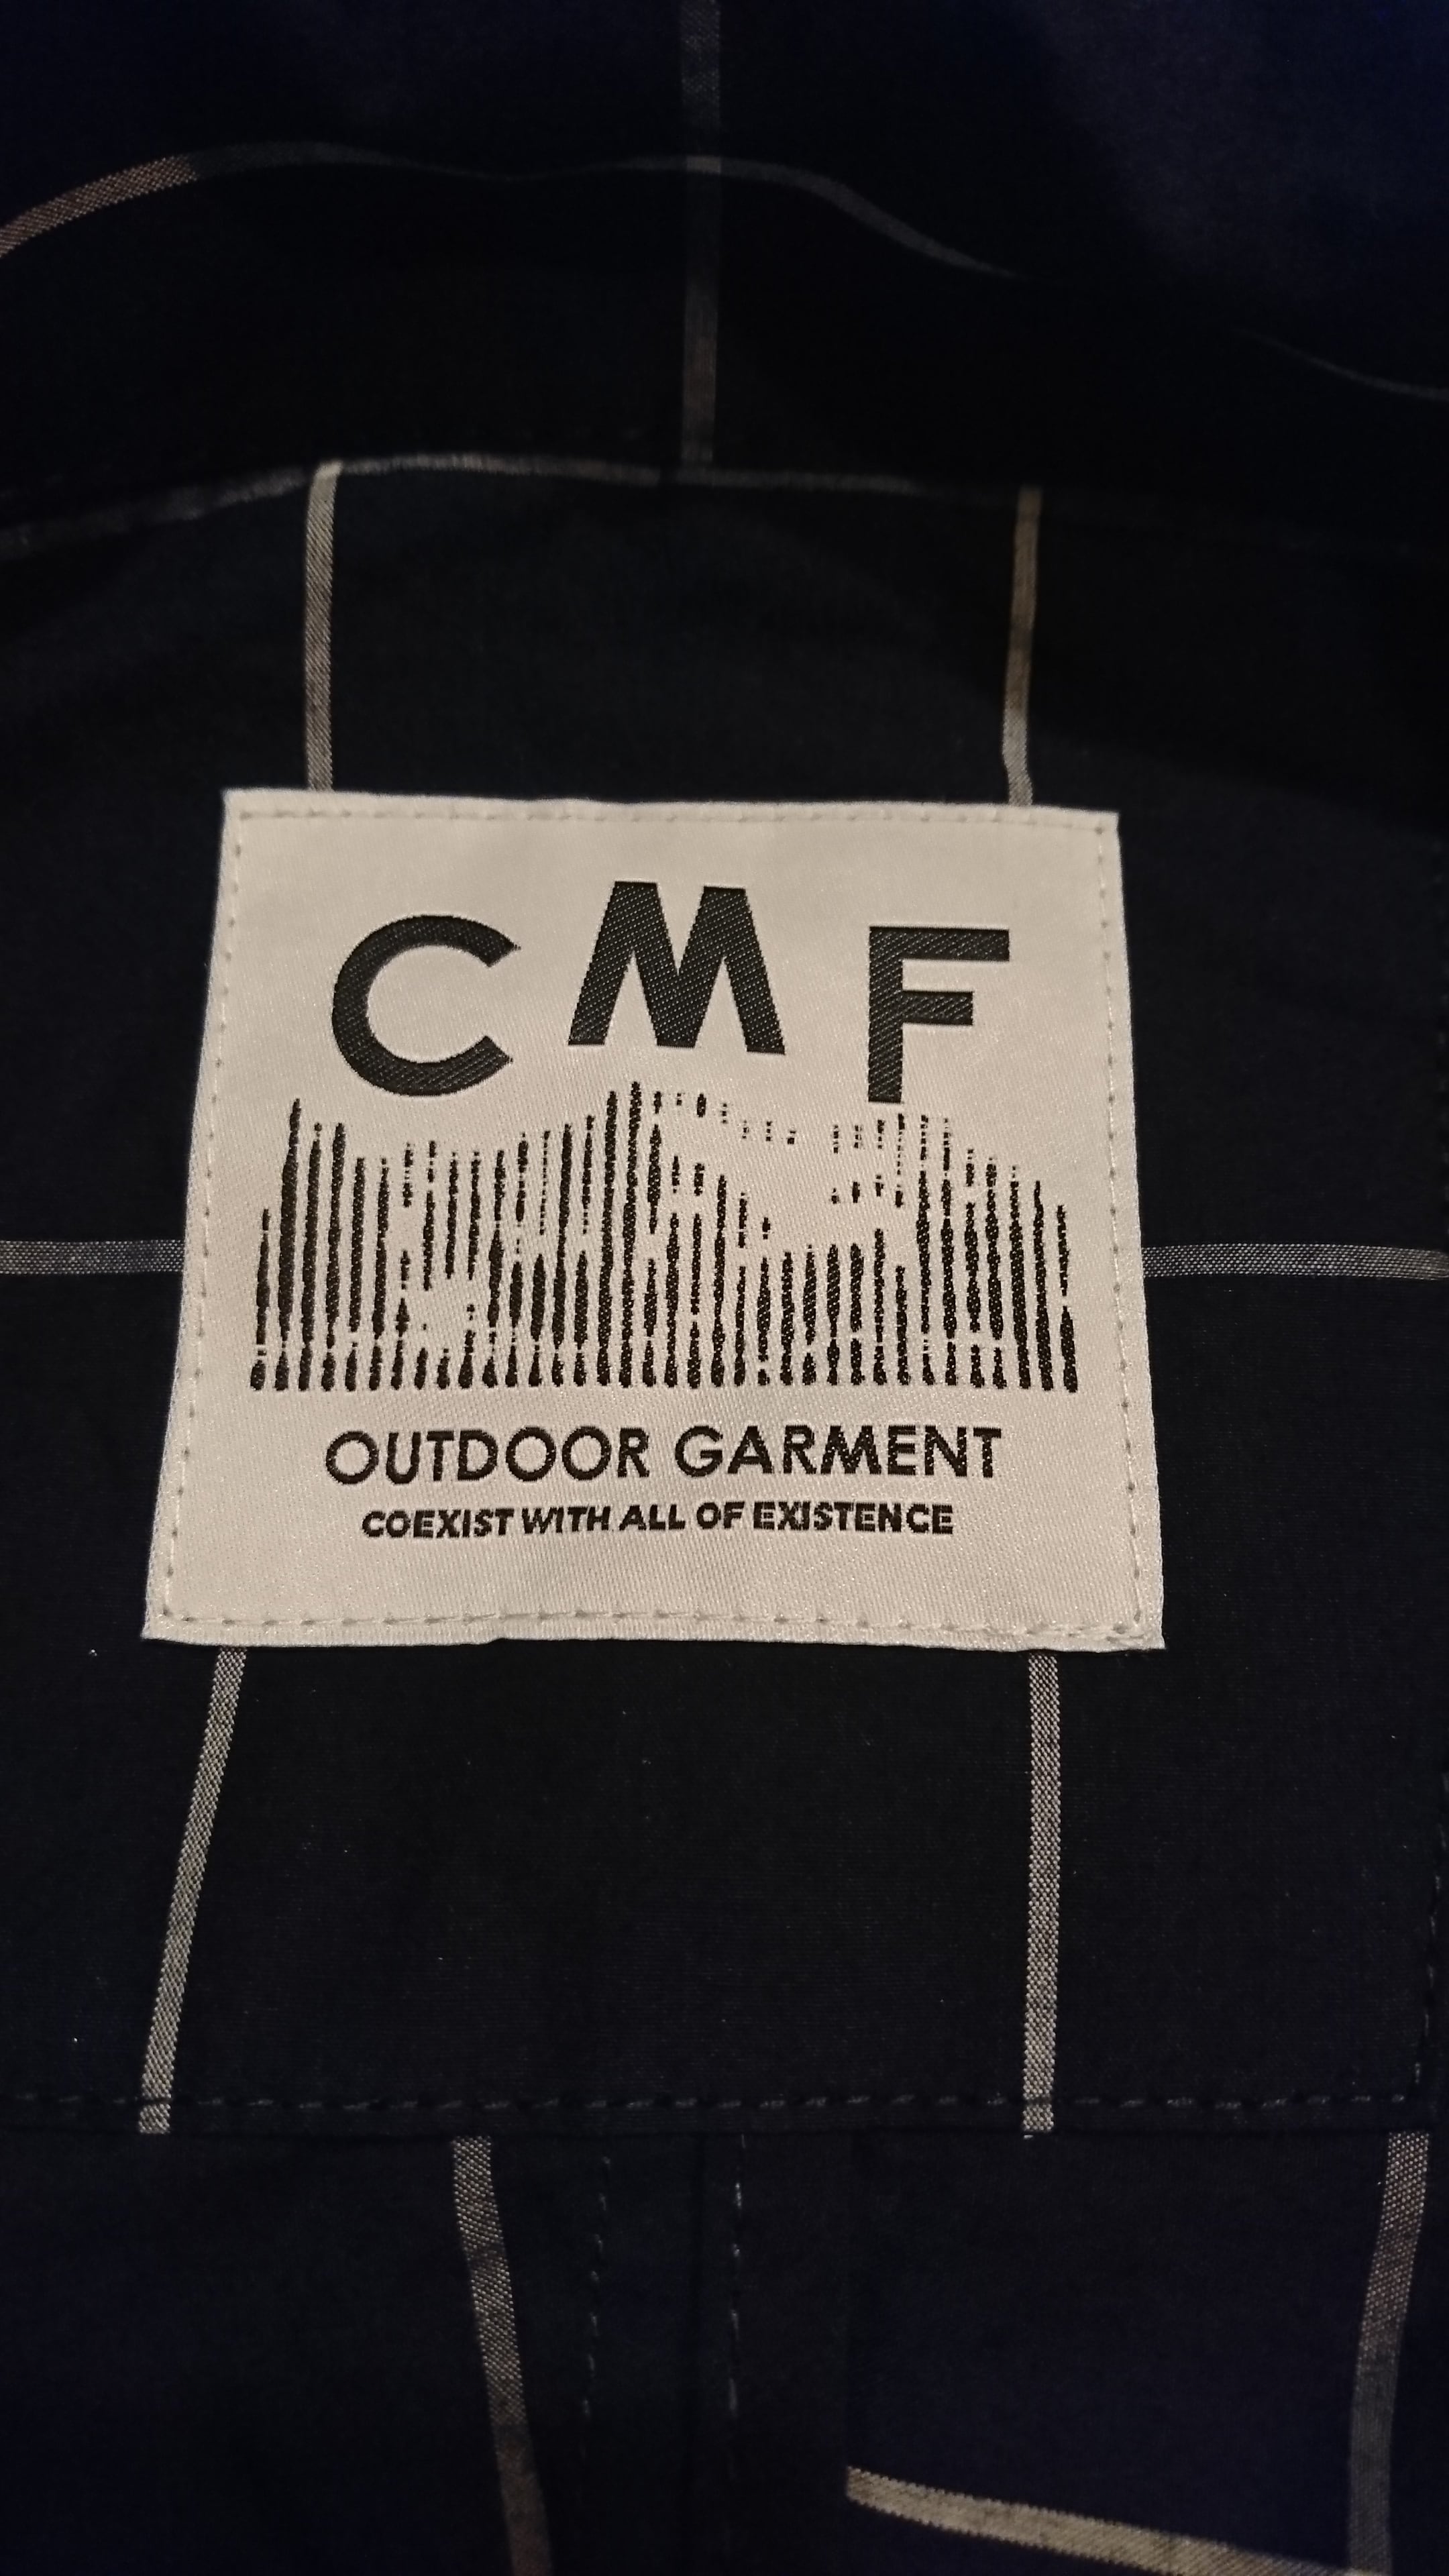 CMF
OUTDOOR GARMENT
COEXIST WITH ALL OF EXISTENCE